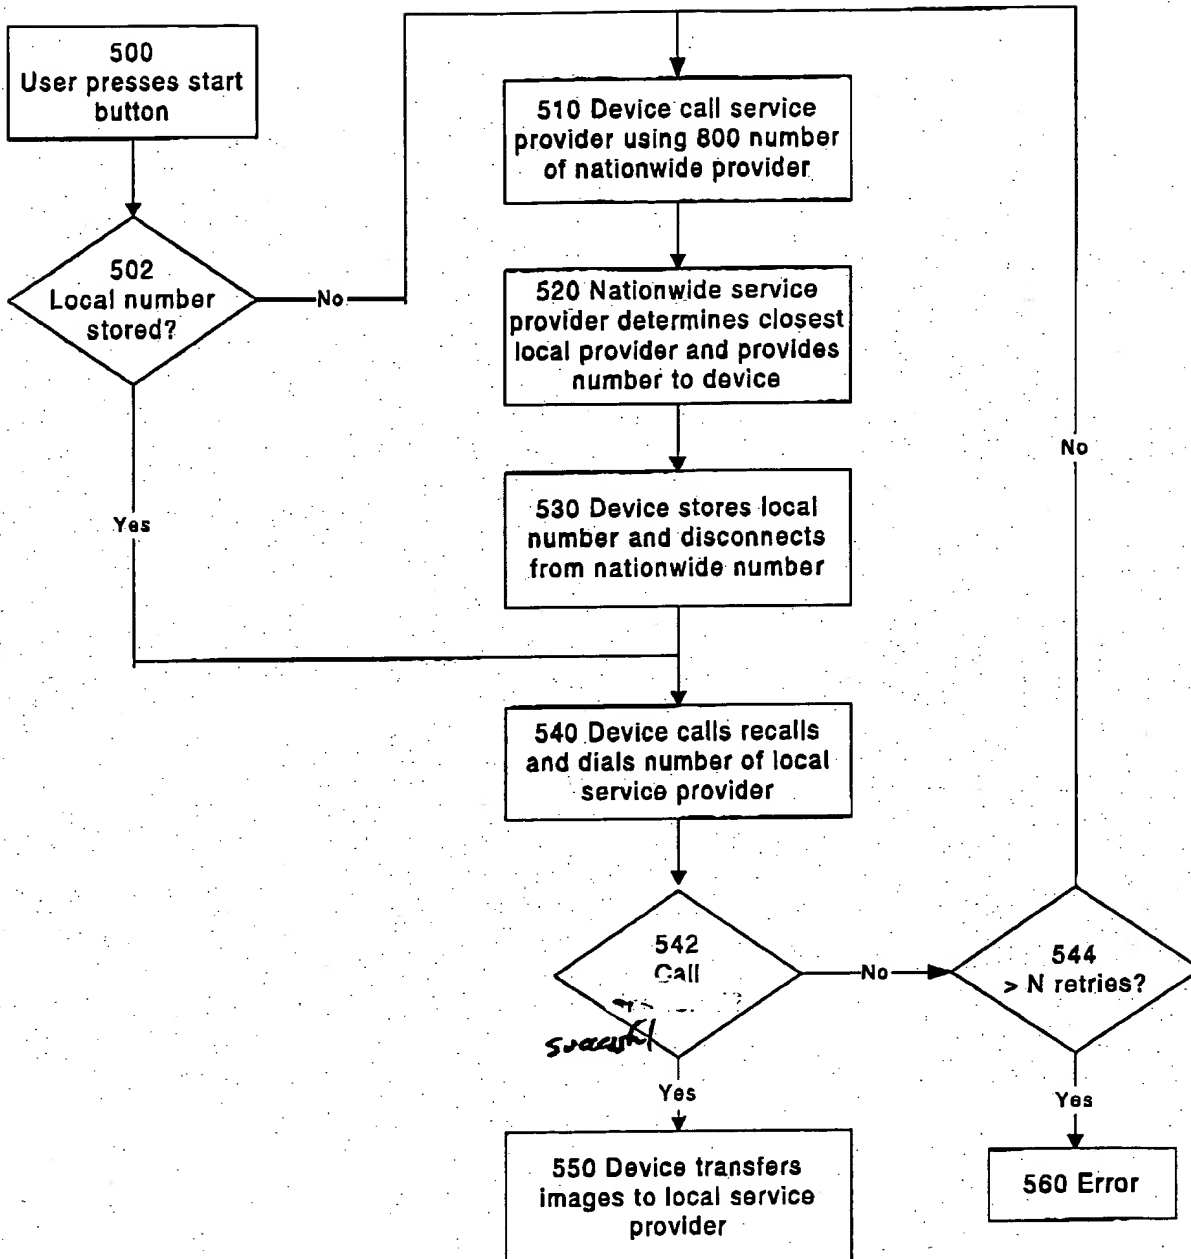 500
User presses start
button
502
Local number
stored?
No
Yes
510 Device call service
provider using 800 number
of nationwide provider
520 Nationwide service
provider determines closest
local provider and provides
number to device
530 Device stores local
number and disconnects
from nationwide number
540 Device calls recalls
and dials number of local
service provider
542
Call
No
Yes
544
> N retries?
No
Yes
550 Device transfers
images to local service
provider
560 Error